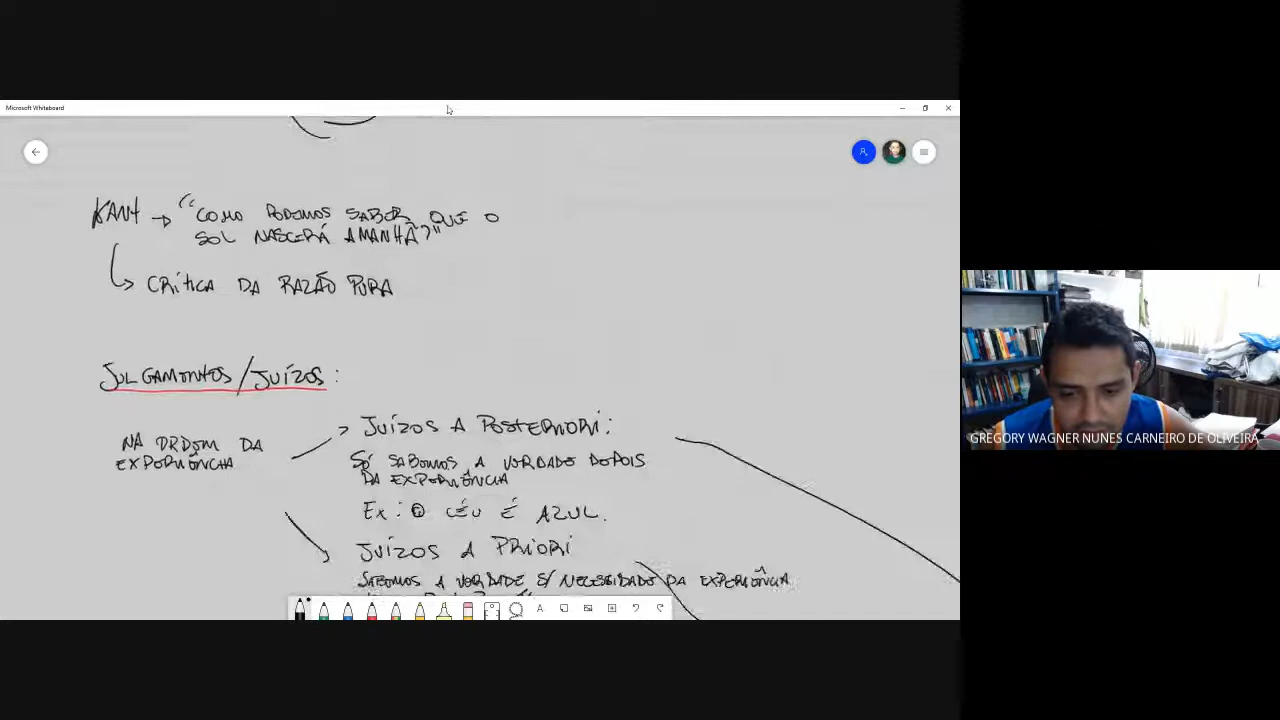 Microsoft Whiteboard
KANT → "COMO PODEMOS SABER QUE O
SOL NASCERÁ AMANHÃ?"
CRÍTICA DA RAZÃO PURA
JULGAMENTOS/JUÍZOS:
NA ORDEM DA
EXPERIÊNCIA
JUÍZOS A POSTERIORI:
SÓ SABEMOS A VERDADE DEPOIS
DA EXPERIÊNCIA
EX: O CÉU É AZUL.
JUÍZOS A PRIORI
SABEMOS A VERDADE S/ NECESSIDADE DA EXPERIÊNCIA
GREGORY WAGNER NUNES CARNEIRO DE OLIVEIRA